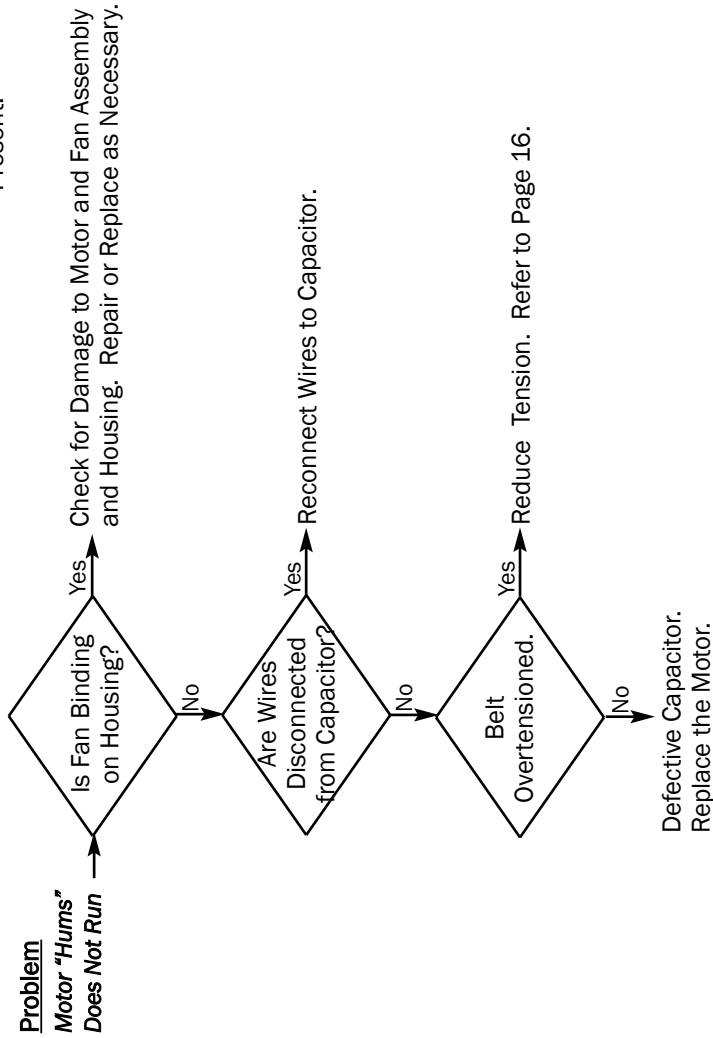 Present.
Problem
Motor “Hums”
Does Not Run
Is Fan Binding
on Housing?
Yes
Check for Damage to Motor and Fan Assembly
and Housing.  Repair or Replace as Necessary.
No
Are Wires
Disconnected
from Capacitor?
Yes
Reconnect Wires to Capacitor.
No
Belt
Overtensioned.
Yes
Reduce  Tension.  Refer to Page 16.
No
Defective Capacitor.
Replace the Motor.